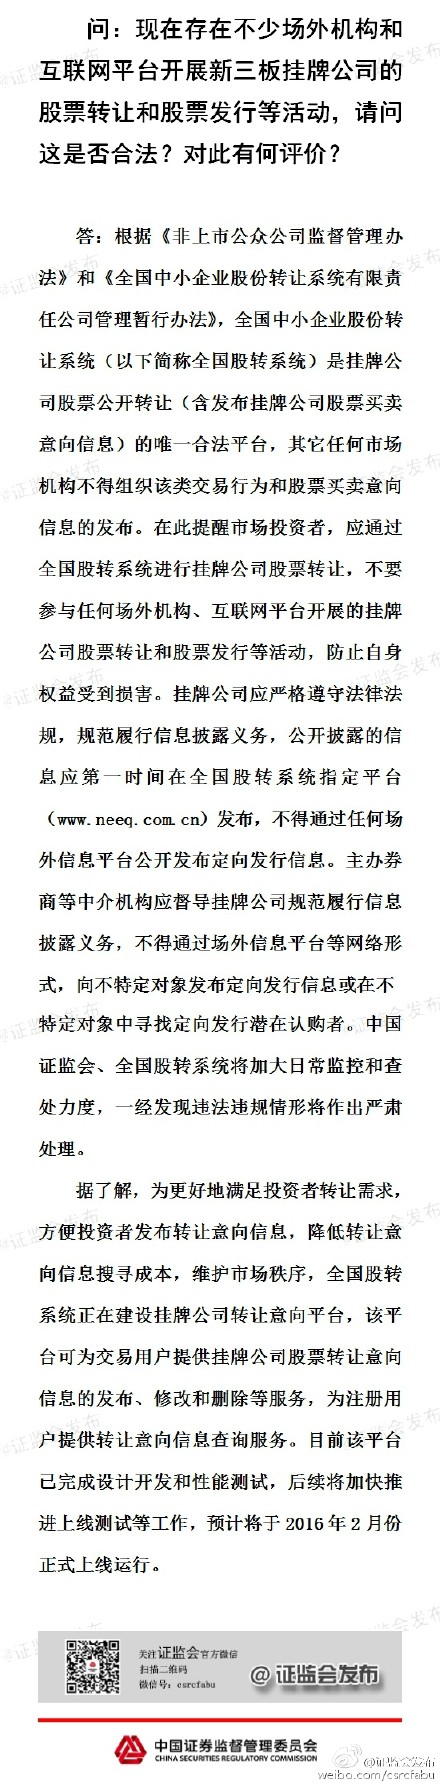 问：现在存在不少场外机构和
互联网平台开展新三板挂牌公司的
股票转让和股票发行等活动，请问
这是否合法？对此有何评价？
答：根据《非上市公众公司监督管理办
法》和《全国中小企业股份转让系统有限责
任公司管理暂行办法》，全国中小企业股份转
让系统（以下简称全国股转系统）是挂牌公
司股票公开转让（含发布挂牌公司股票买卖
意向信息）的唯一合法平台，其它任何市场
机构不得组织该类交易行为和股票买卖意向
信息的发布。在此提醒市场投资者，应通过
全国股转系统进行挂牌公司股票转让，不要
参与任何场外机构、互联网平台开展的挂牌
公司股票转让和股票发行等活动，防止自身
权益受到损害。挂牌公司应严格遵守法律法
规，规范履行信息披露义务，公开披露的信
息应第一时间在全国股转系统指定平台
（www.neeq.com.cn）发布，不得通过任何场
外信息平台公开发布定向发行信息。主办券
商等中介机构应督导挂牌公司规范履行信息
披露义务，不得通过场外信息平台等网络形
式，向不特定对象发布定向发行信息或在不
特定对象中寻找定向发行潜在认购者。中国
证监会、全国股转系统将加大日常监控和查
处力度，一经发现违法违规情形将作出严肃
处理。
据了解，为更好地满足投资者转让需求，
方便投资者发布转让意向信息，降低转让意
向信息搜寻成本，维护市场秩序，全国股转
系统正在建设挂牌公司转让意向平台，该平
台可为交易用户提供挂牌公司股票转让意向
信息的发布、修改和删除等服务，为注册用
户提供转让意向信息查询服务。目前该平台
已完成设计开发和性能测试，后续将加快推
进上线测试等工作，预计将于 2016 年 2 月份
正式上线运行。
关注证监会官方微信
扫描二维码
微信号：csrcfabu
@证监会发布
中国证券监督管理委员会
CHINA SECURITIES REGULATORY COMMISSION
@证监会发布
weibo.com/csrcfabu